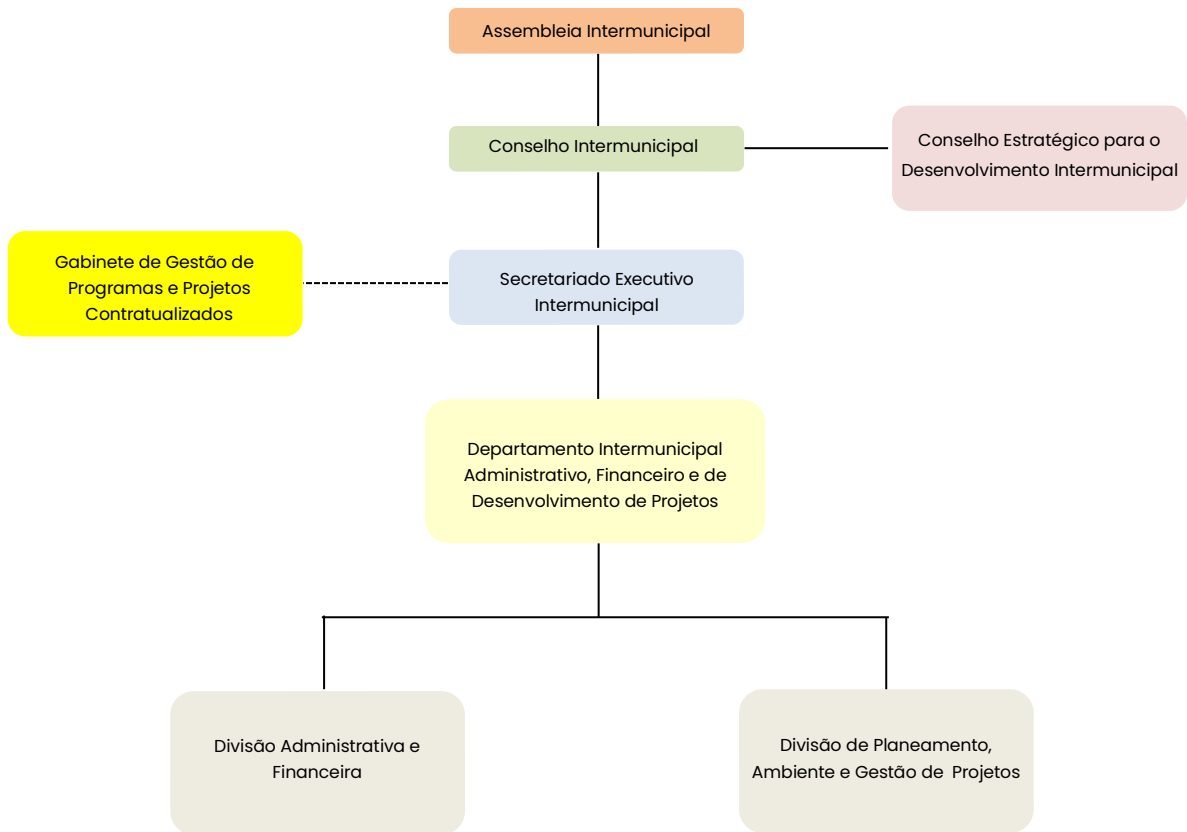 Assembleia Intermunicipal
Conselho Intermunicipal
Conselho Estratégico para o
Desenvolvimento Intermunicipal
Gabinete de Gestão de
Programas e Projetos
Contratualizados
Secretariado Executivo
Intermunicipal
Departamento Intermunicipal
Administrativo, Financeiro e de
Desenvolvimento de Projetos
Divisão Administrativa e
Financeira
Divisão de Planeamento,
Ambiente e Gestão de Projetos